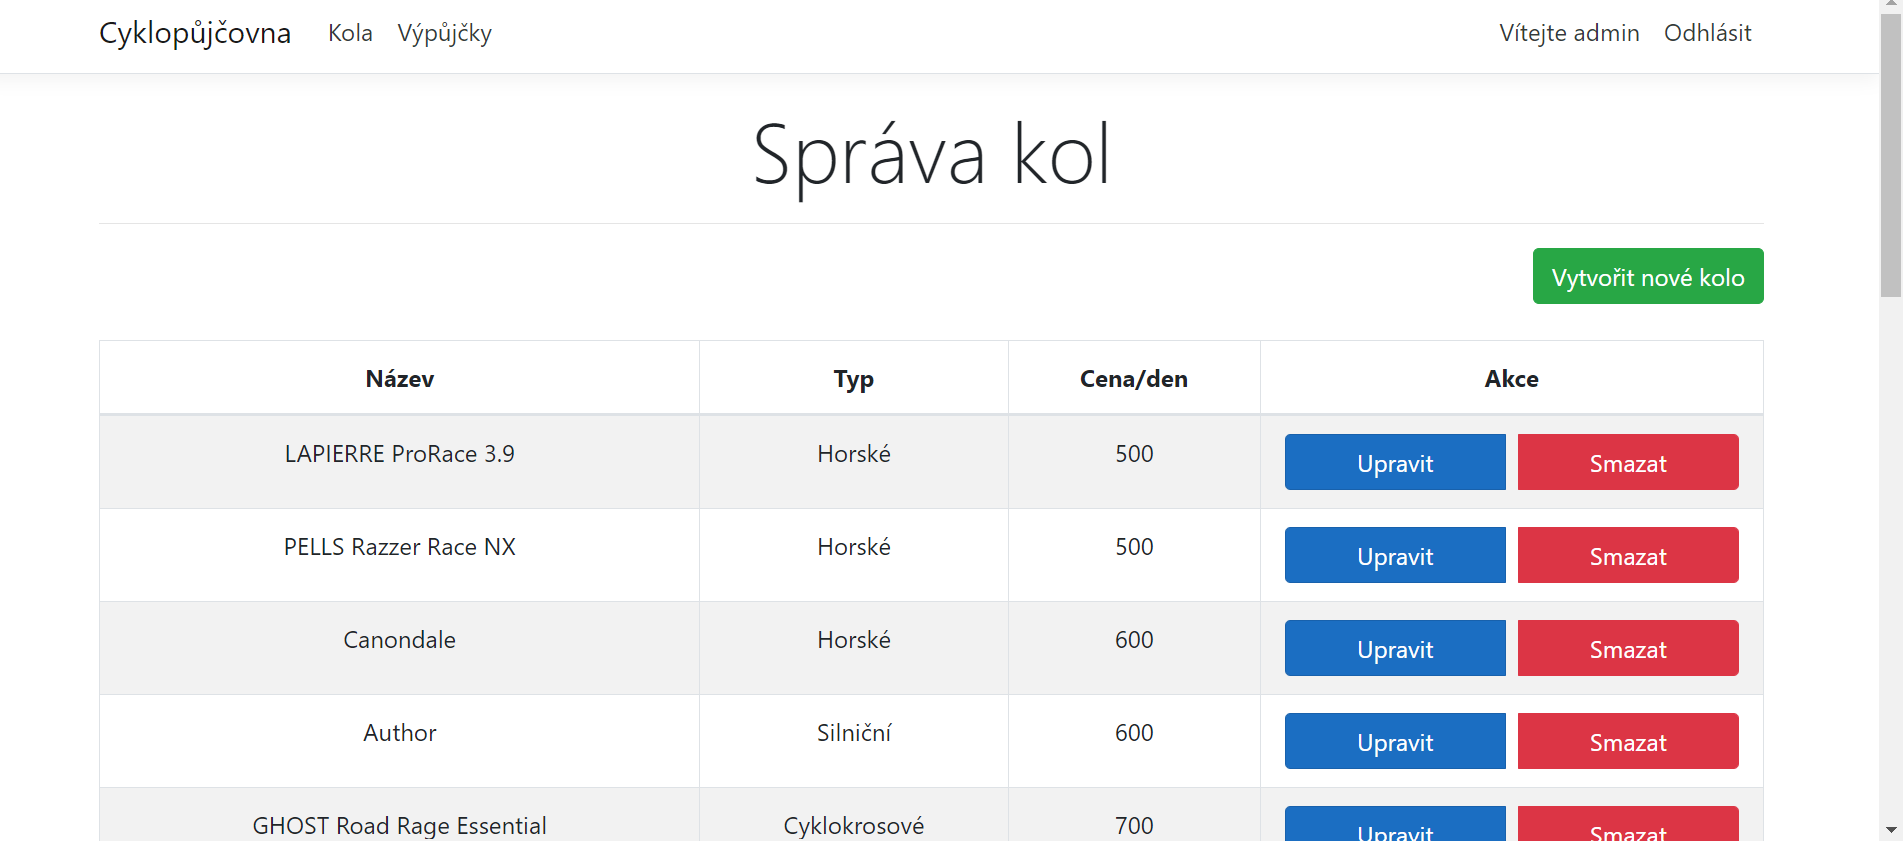 Cyklopůjčovna Kola Výpůjčky Vítejte admin Odhlásit
Správa kol
Vytvořit nové kolo
Název Typ Cena/den Akce
LAPIERRE ProRace 3.9 Horské 500 Upravit Smazat
PELLS Razzer Race NX Horské 500 Upravit Smazat
Canondale Horské 600 Upravit Smazat
Author Silniční 600 Upravit Smazat
GHOST Road Rage Essential Cyklokrosové 700 Upravit Smazat